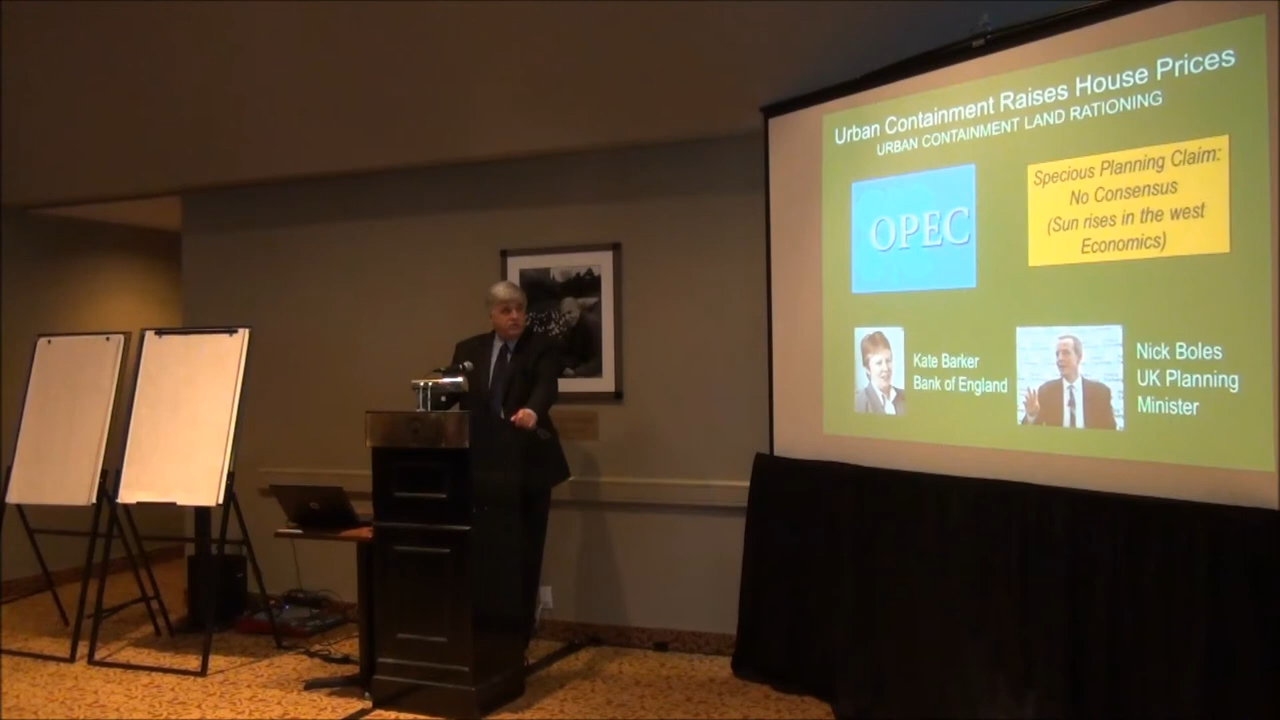 Urban Containment Raises House Prices
URBAN CONTAINMENT LAND RATIONING
OPEC
Specious Planning Claim:
No Consensus
(Sun rises in the west
Economics)
Kate Barker
Bank of England
Nick Boles
UK Planning
Minister